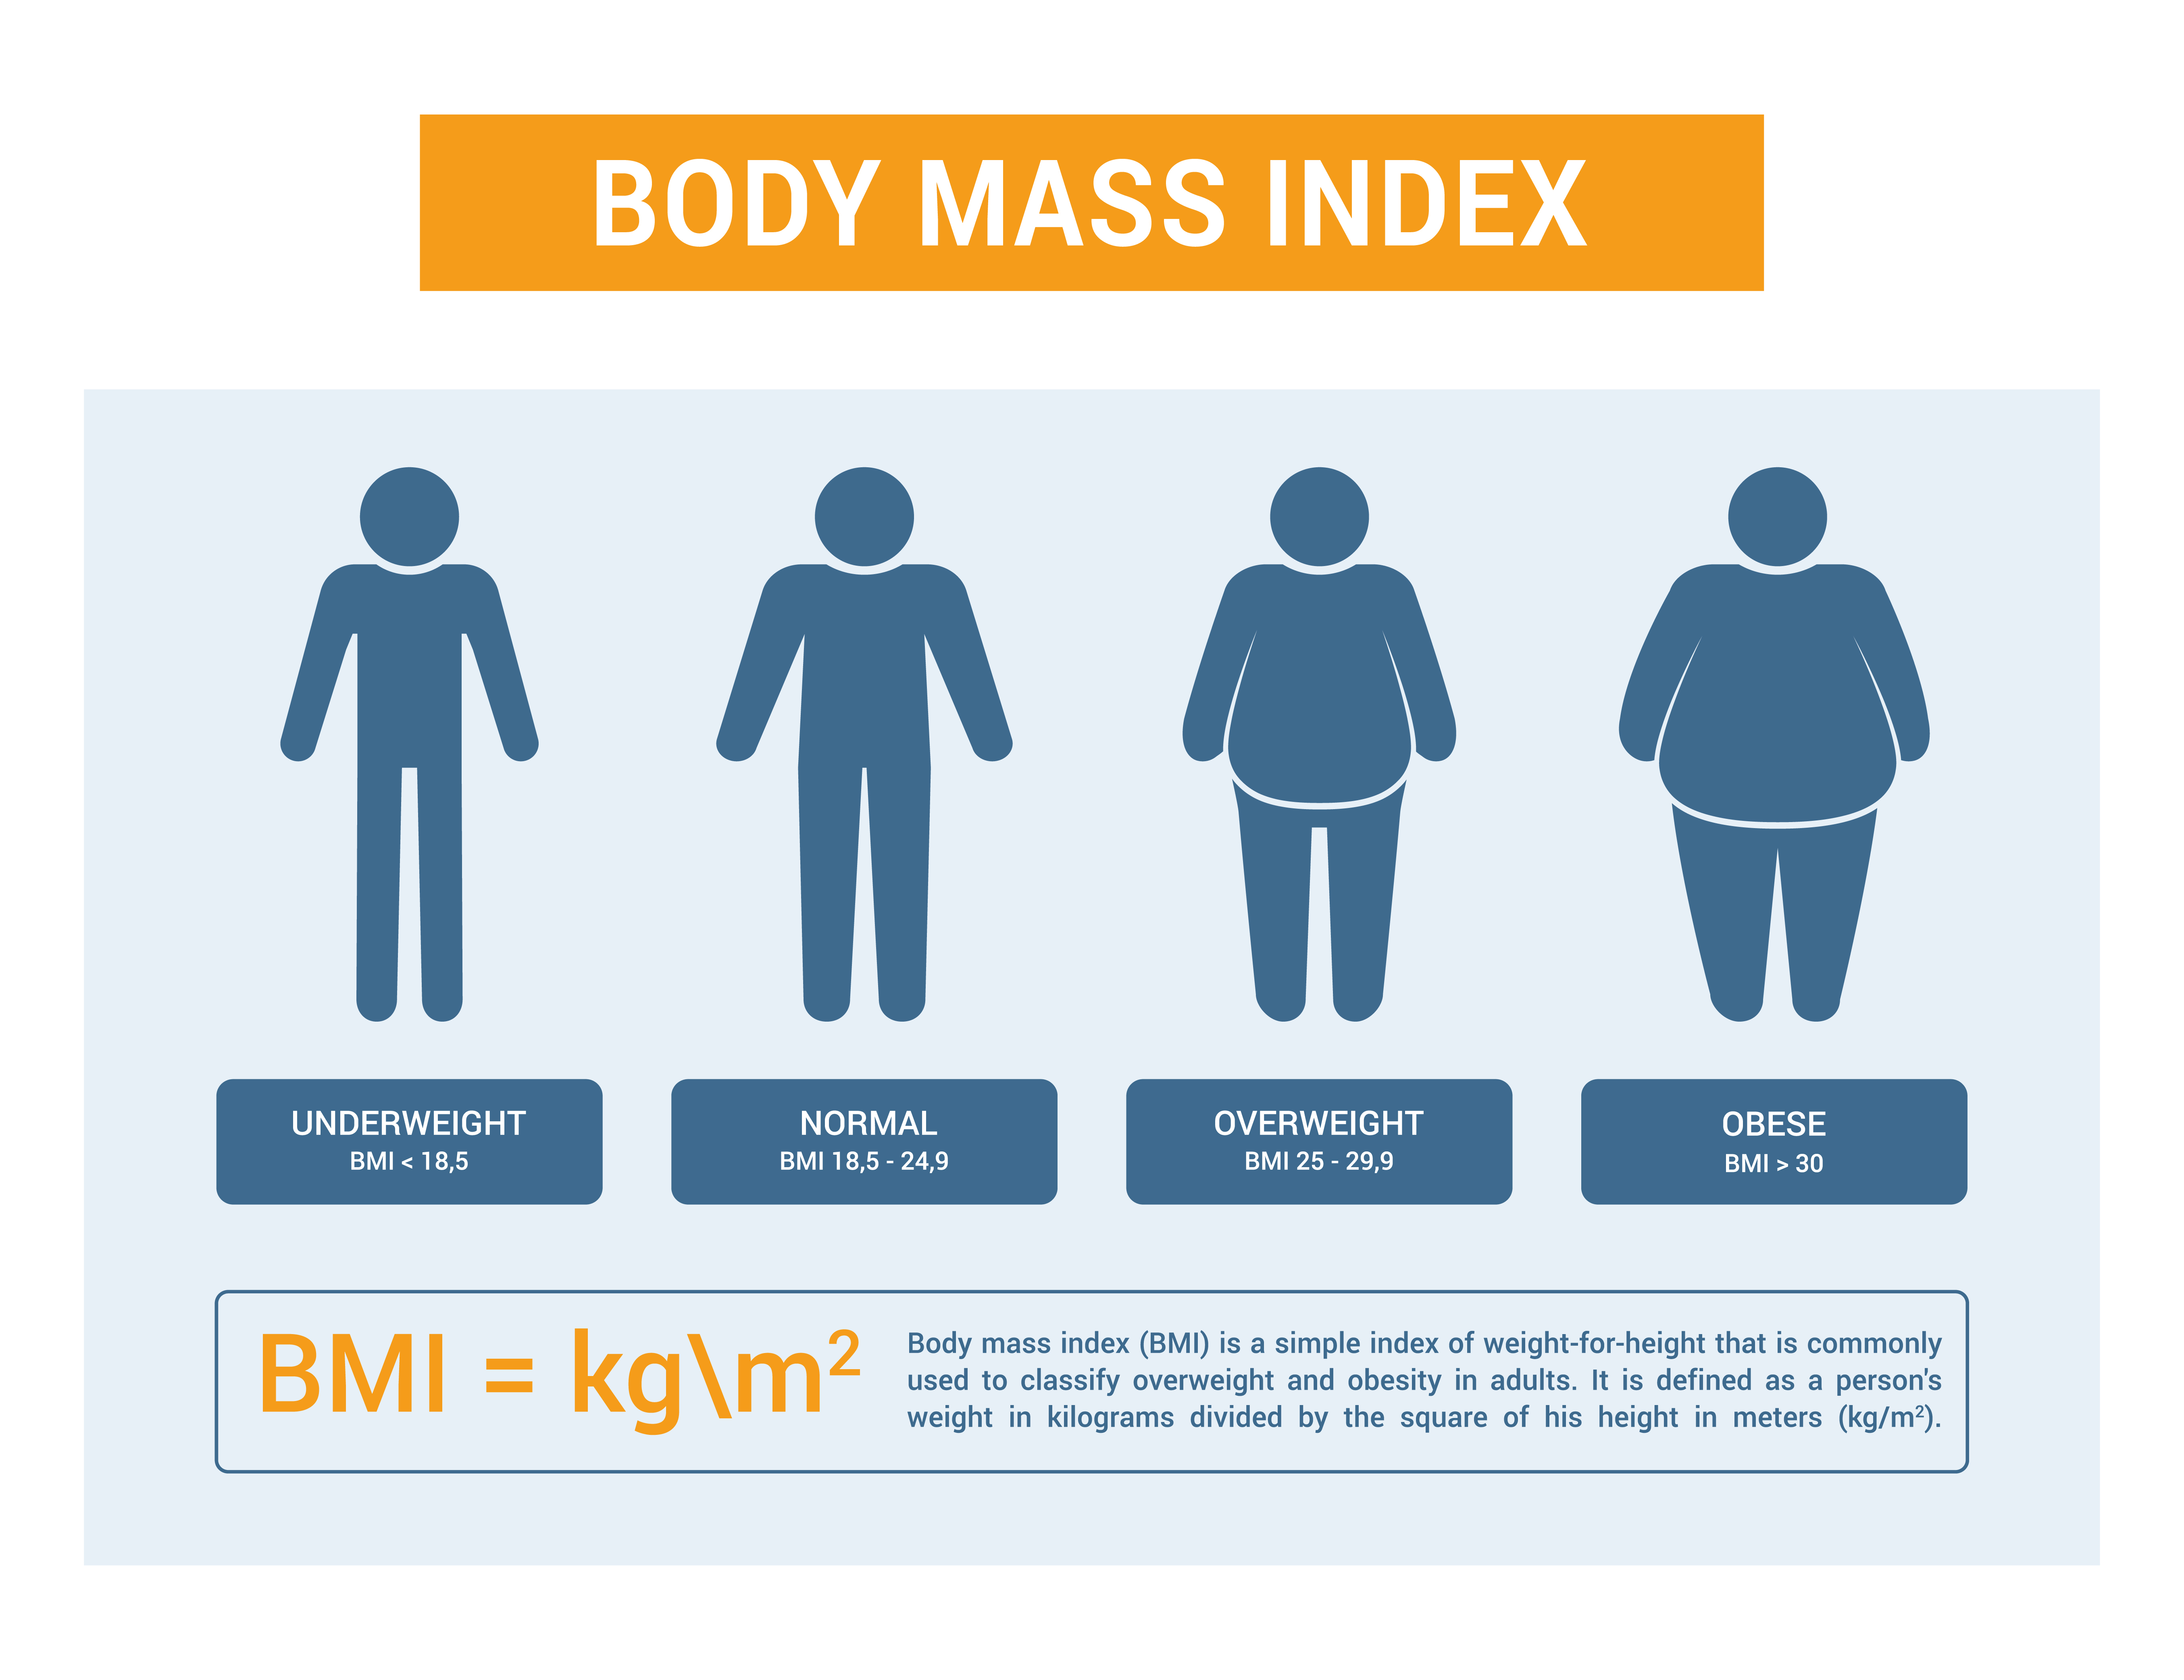 BODY MASS INDEX
UNDERWEIGHT
BMI < 18,5
NORMAL
BMI 18,5 - 24,9
OVERWEIGHT
BMI 25 - 29,9
OBESE
BMI > 30
BMI = kg\m²
Body mass index (BMI) is a simple index of weight-for-height that is commonly
used to classify overweight and obesity in adults. It is defined as a person's
weight in kilograms divided by the square of his height in meters (kg/m²).